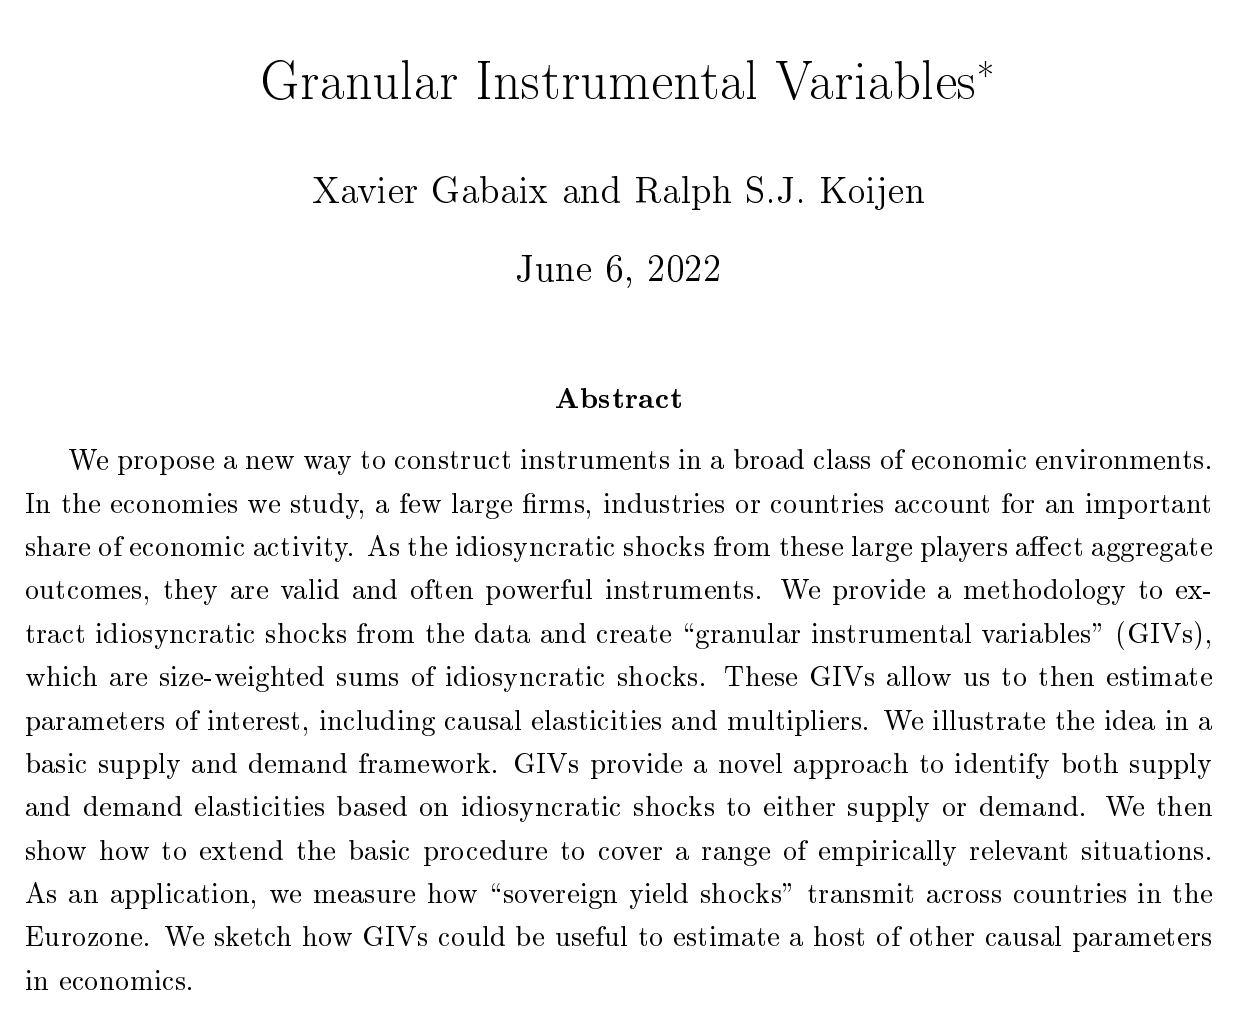 Granular Instrumental Variables*
Xavier Gabaix and Ralph S.J. Koijen
June 6, 2022
Abstract
We propose a new way to construct instruments in a broad class of economic environments.
In the economies we study, a few large firms, industries or countries account for an important
share of economic activity. As the idiosyncratic shocks from these large players affect aggregate
outcomes, they are valid and often powerful instruments. We provide a methodology to ex-
tract idiosyncratic shocks from the data and create “granular instrumental variables” (GIVs),
which are size-weighted sums of idiosyncratic shocks. These GIVs allow us to then estimate
parameters of interest, including causal elasticities and multipliers. We illustrate the idea in a
basic supply and demand framework. GIVs provide a novel approach to identify both supply
and demand elasticities based on idiosyncratic shocks to either supply or demand. We then
show how to extend the basic procedure to cover a range of empirically relevant situations.
As an application, we measure how “sovereign yield shocks” transmit across countries in the
Eurozone. We sketch how GIVs could be useful to estimate a host of other causal parameters
in economics.